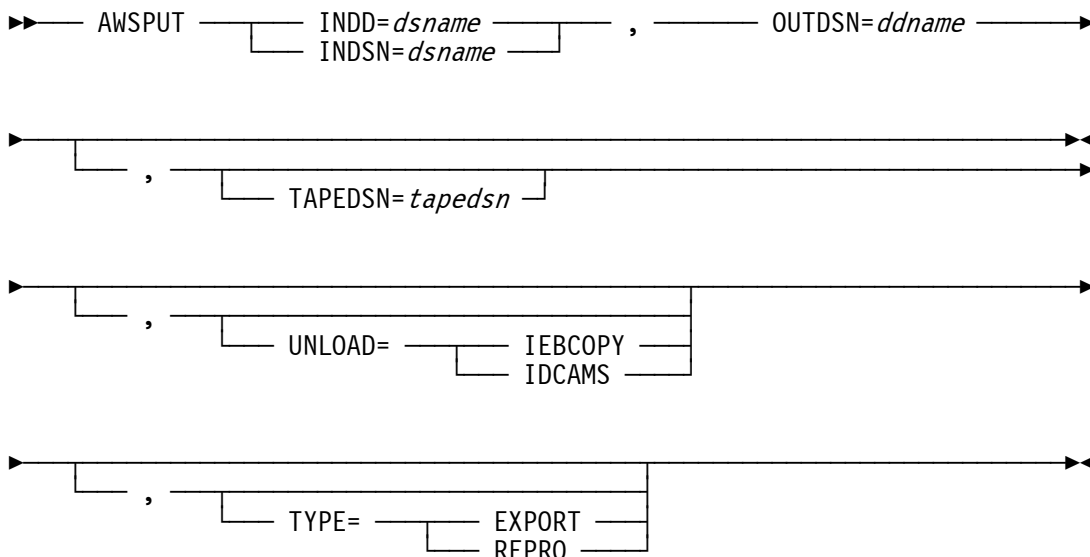 AWSPUT INDD=dsname , OUTDSN=ddname
INDSN=dsname
,
TAPEDSN=tapedsn
,
UNLOAD= IEBCOPY
IDCAMS
,
TYPE= EXPORT
REPRO